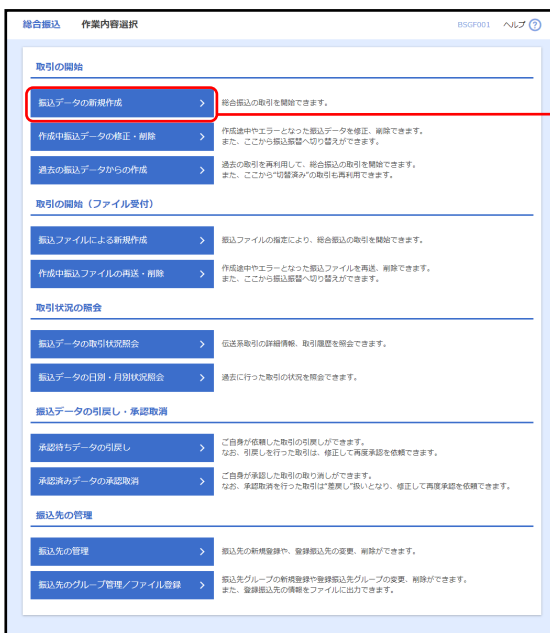 総合振込 作業内容選択 BSGF001 ヘルプ ?
取引の開始
振込データの新規作成 > 総合振込の取引を開始できます。
作成中振込データの修正・削除 > 作成途中やエラーとなった振込データを修正、削除できます。
また、ここから振込振替へ切り替えができます。
過去の振込データからの作成 > 過去の取引を再利用して、総合振込の取引を開始できます。
また、ここから"切替済み"の取引も再利用できます。
取引の開始（ファイル受付）
振込ファイルによる新規作成 > 振込ファイルの指定により、総合振込の取引を開始できます。
作成中振込ファイルの再送・削除 > 作成途中やエラーとなった振込ファイルを再送、削除できます。
また、ここから振込振替へ切り替えができます。
取引状況の照会
振込データの取引状況照会 > 伝送系取引の詳細情報、取引履歴を照会できます。
振込データの日別・月別状況照会 > 過去に行った取引の状況を照会できます。
振込データの引戻し・承認取消
承認待ちデータの引戻し > ご自身が依頼した取引の引戻しができます。
なお、引戻しを行った取引は、修正して再度承認を依頼できます。
承認済みデータの承認取消 > ご自身が承認した取引の取り消しができます。
なお、承認取消を行った取引は"差戻し"扱いとなり、修正して再度承認を依頼できます。
振込先の管理
振込先の管理 > 振込先の新規登録や、登録振込先の変更、削除ができます。
振込先のグループ管理／ファイル登録 > 振込先グループの新規登録や登録振込先グループの変更、削除ができます。
また、登録振込先の情報をファイルに出力できます。